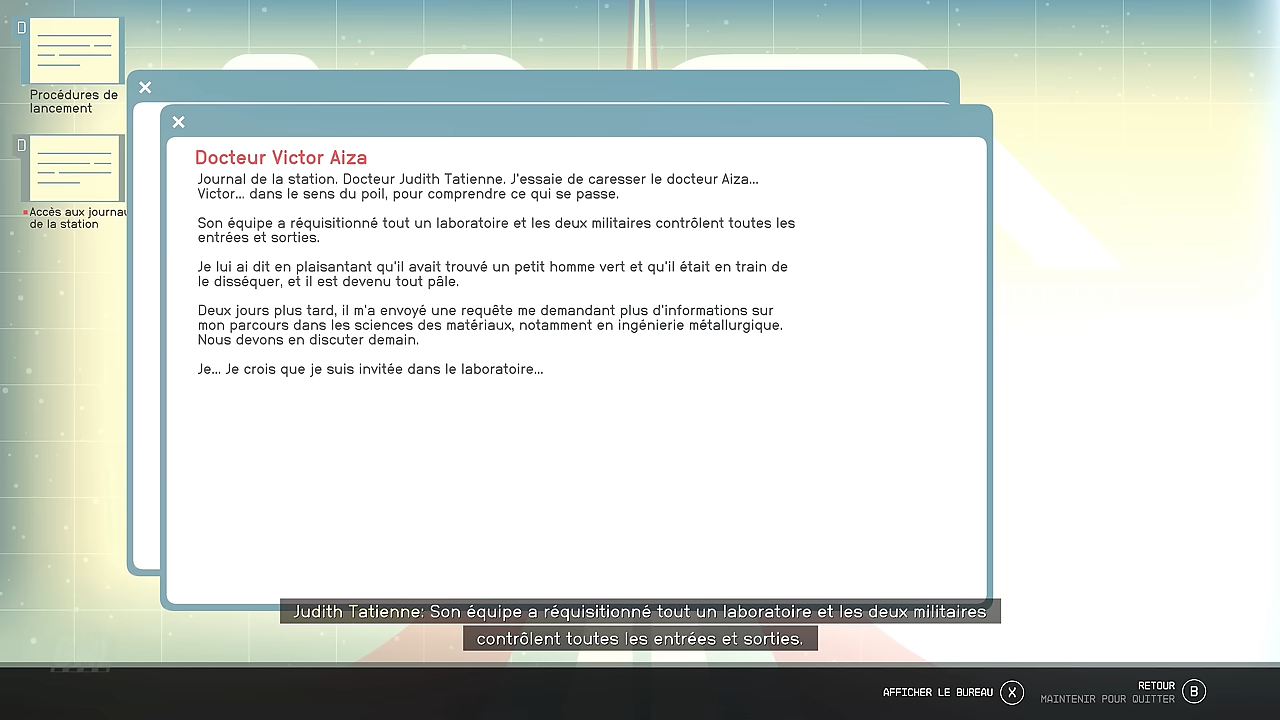 D
Procédures de
lancement
D
Accès aux journau
de la station
Docteur Victor Aiza
Journal de la station. Docteur Judith Tatienne. J'essaie de caresser le docteur Aiza...
Victor... dans le sens du poil, pour comprendre ce qui se passe.
Son équipe a réquisitionné tout un laboratoire et les deux militaires contrôlent toutes les
entrées et sorties.
Je lui ai dit en plaisantant qu'il avait trouvé un petit homme vert et qu'il était en train de
le disséquer, et il est devenu tout pâle.
Deux jours plus tard, il m'a envoyé une requête me demandant plus d'informations sur
mon parcours dans les sciences des matériaux, notamment en ingénierie métallurgique.
Nous devons en discuter demain.
Je... Je crois que je suis invitée dans le laboratoire...
Judith Tatienne: Son équipe a réquisitionné tout un laboratoire et les deux militaires
contrôlent toutes les entrées et sorties.
AFFICHER LE BUREAU X
RETOUR B
MAINTENIR POUR QUITTER